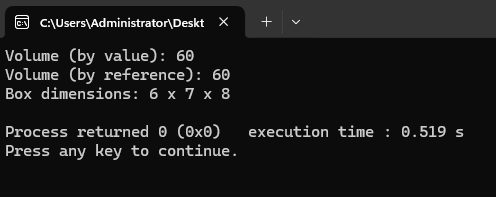 C:\Users\Administrator\Deskt
Volume (by value): 60
Volume (by reference): 60
Box dimensions: 6 x 7 x 8
Process returned 0 (0x0)   execution time : 0.519 s
Press any key to continue.